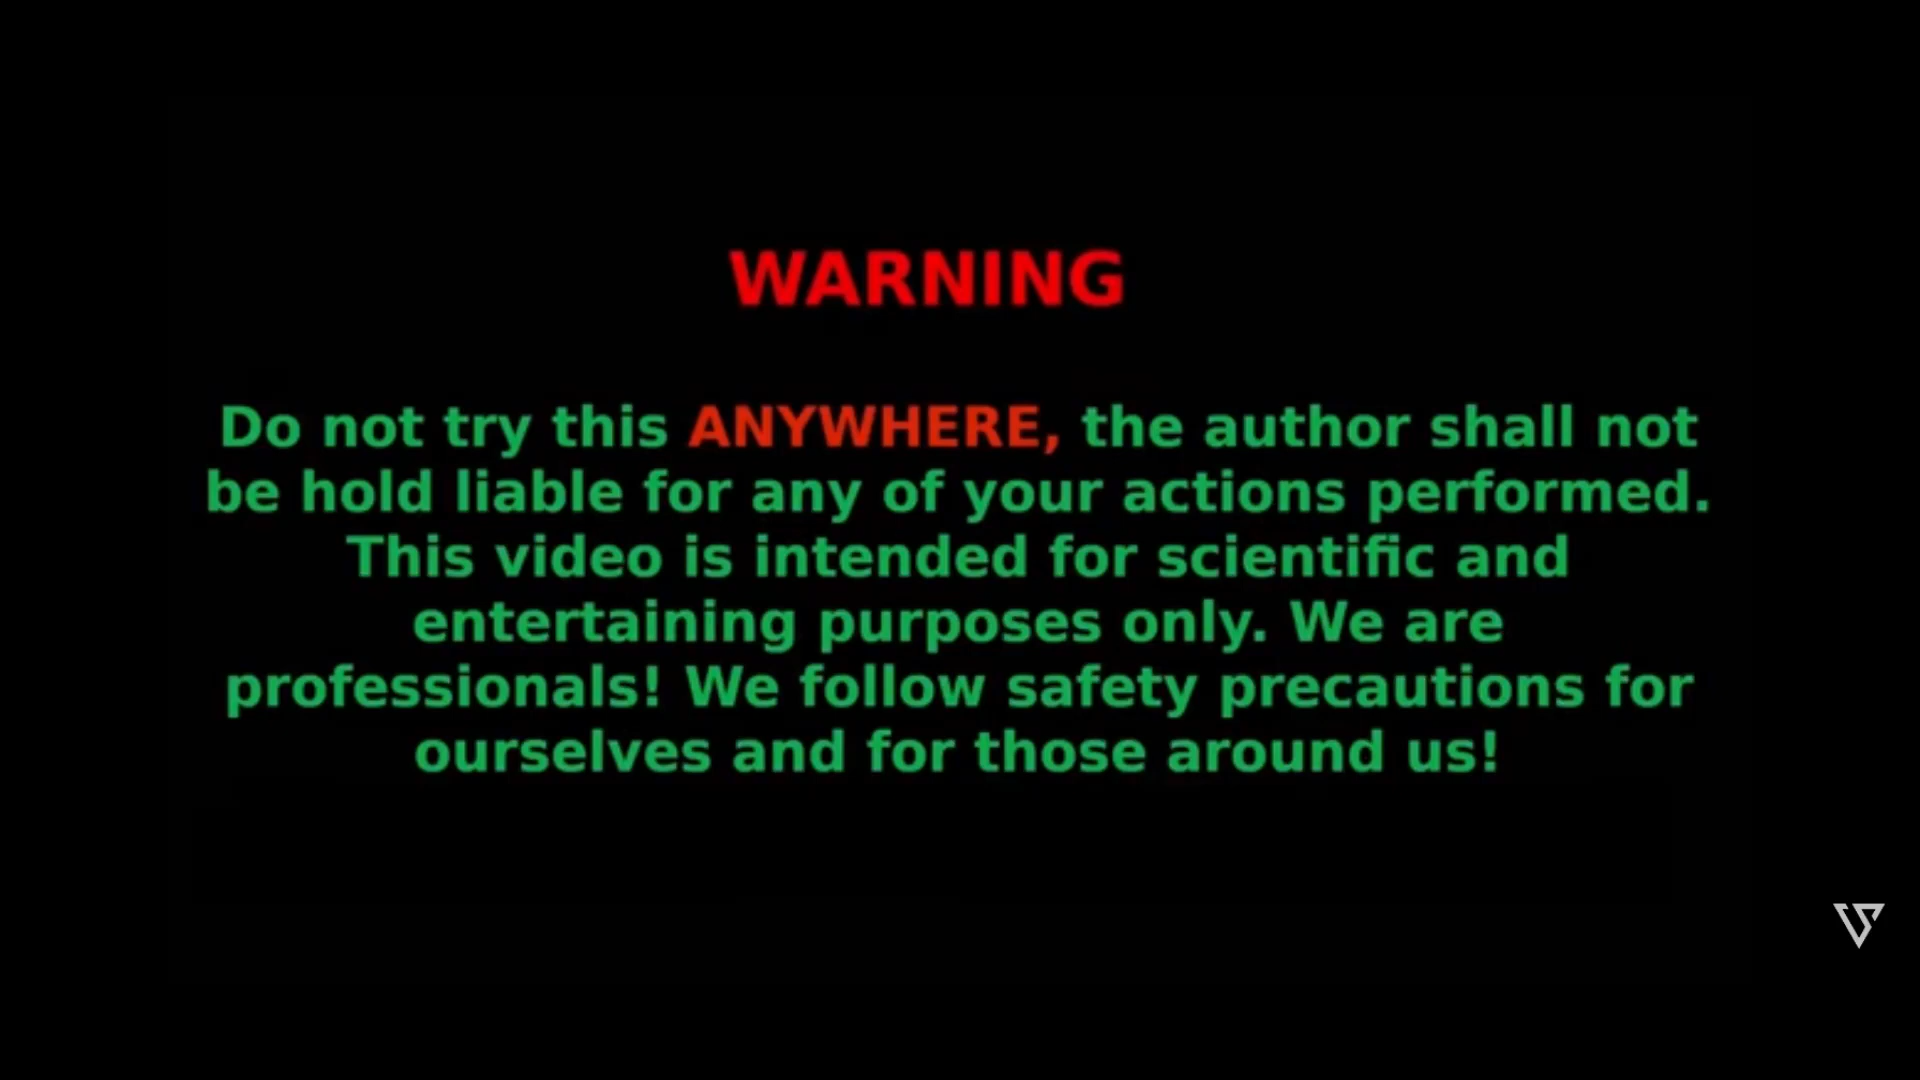 WARNING
Do not try this ANYWHERE, the author shall not
be hold liable for any of your actions performed.
This video is intended for scientific and
entertaining purposes only. We are
professionals! We follow safety precautions for
ourselves and for those around us!